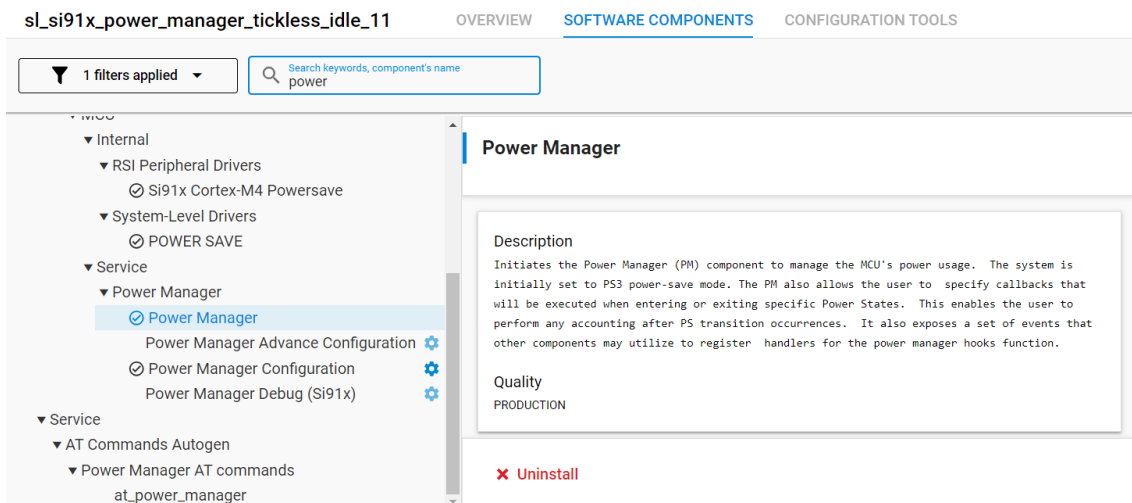 sl_si91x_power_manager_tickless_idle_11 OVERVIEW SOFTWARE COMPONENTS CONFIGURATION TOOLS
1 filters applied
Search keywords, component's name
power
MCU
Internal
RSI Peripheral Drivers
Si91x Cortex-M4 Powersave
System-Level Drivers
POWER SAVE
Service
Power Manager
Power Manager
Power Manager Advance Configuration
Power Manager Configuration
Power Manager Debug (Si91x)
Service
AT Commands Autogen
Power Manager AT commands
at_power_manager
Power Manager
Description
Initiates the Power Manager (PM) component to manage the MCU's power usage. The system is
initially set to PS3 power-save mode. The PM also allows the user to specify callbacks that
will be executed when entering or exiting specific Power States. This enables the user to
perform any accounting after PS transition occurrences. It also exposes a set of events that
other components may utilize to register handlers for the power manager hooks function.
Quality
PRODUCTION
Uninstall